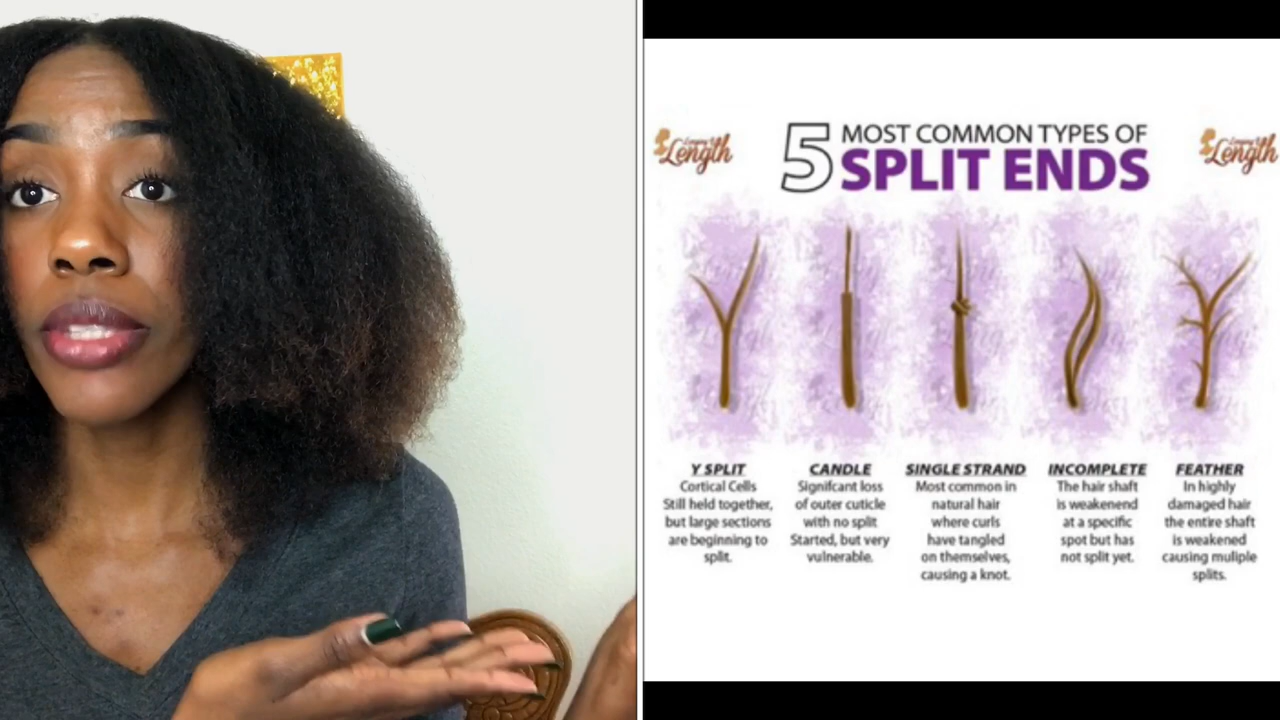 Length
5 MOST COMMON TYPES OF
SPLIT ENDS
Length
Y SPLIT
Cortical Cells
Still held together,
but large sections
are beginning to
split.
CANDLE
Signifcant loss
of outer cuticle
with no split
Started, but very
vulnerable.
SINGLE STRAND
Most common in
natural hair
where curls
have tangled
on themselves,
causing a knot.
INCOMPLETE
The hair shaft
is weakenend
at a specific
spot but has
not split yet.
FEATHER
In highly
damaged hair
the entire shaft
is weakened
causing muliple
splits.